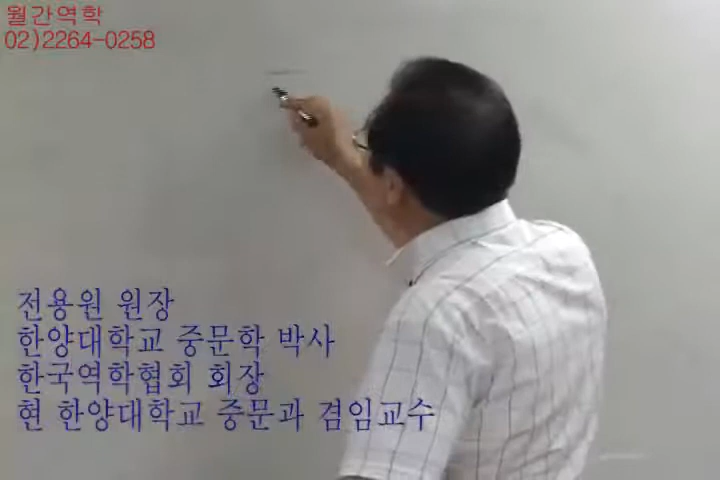 월간역학
02)2264-0258
전용원 원장
한양대학교 중문학 박사
한국역학협회 회장
현 한양대학교 중문과 겸임교수